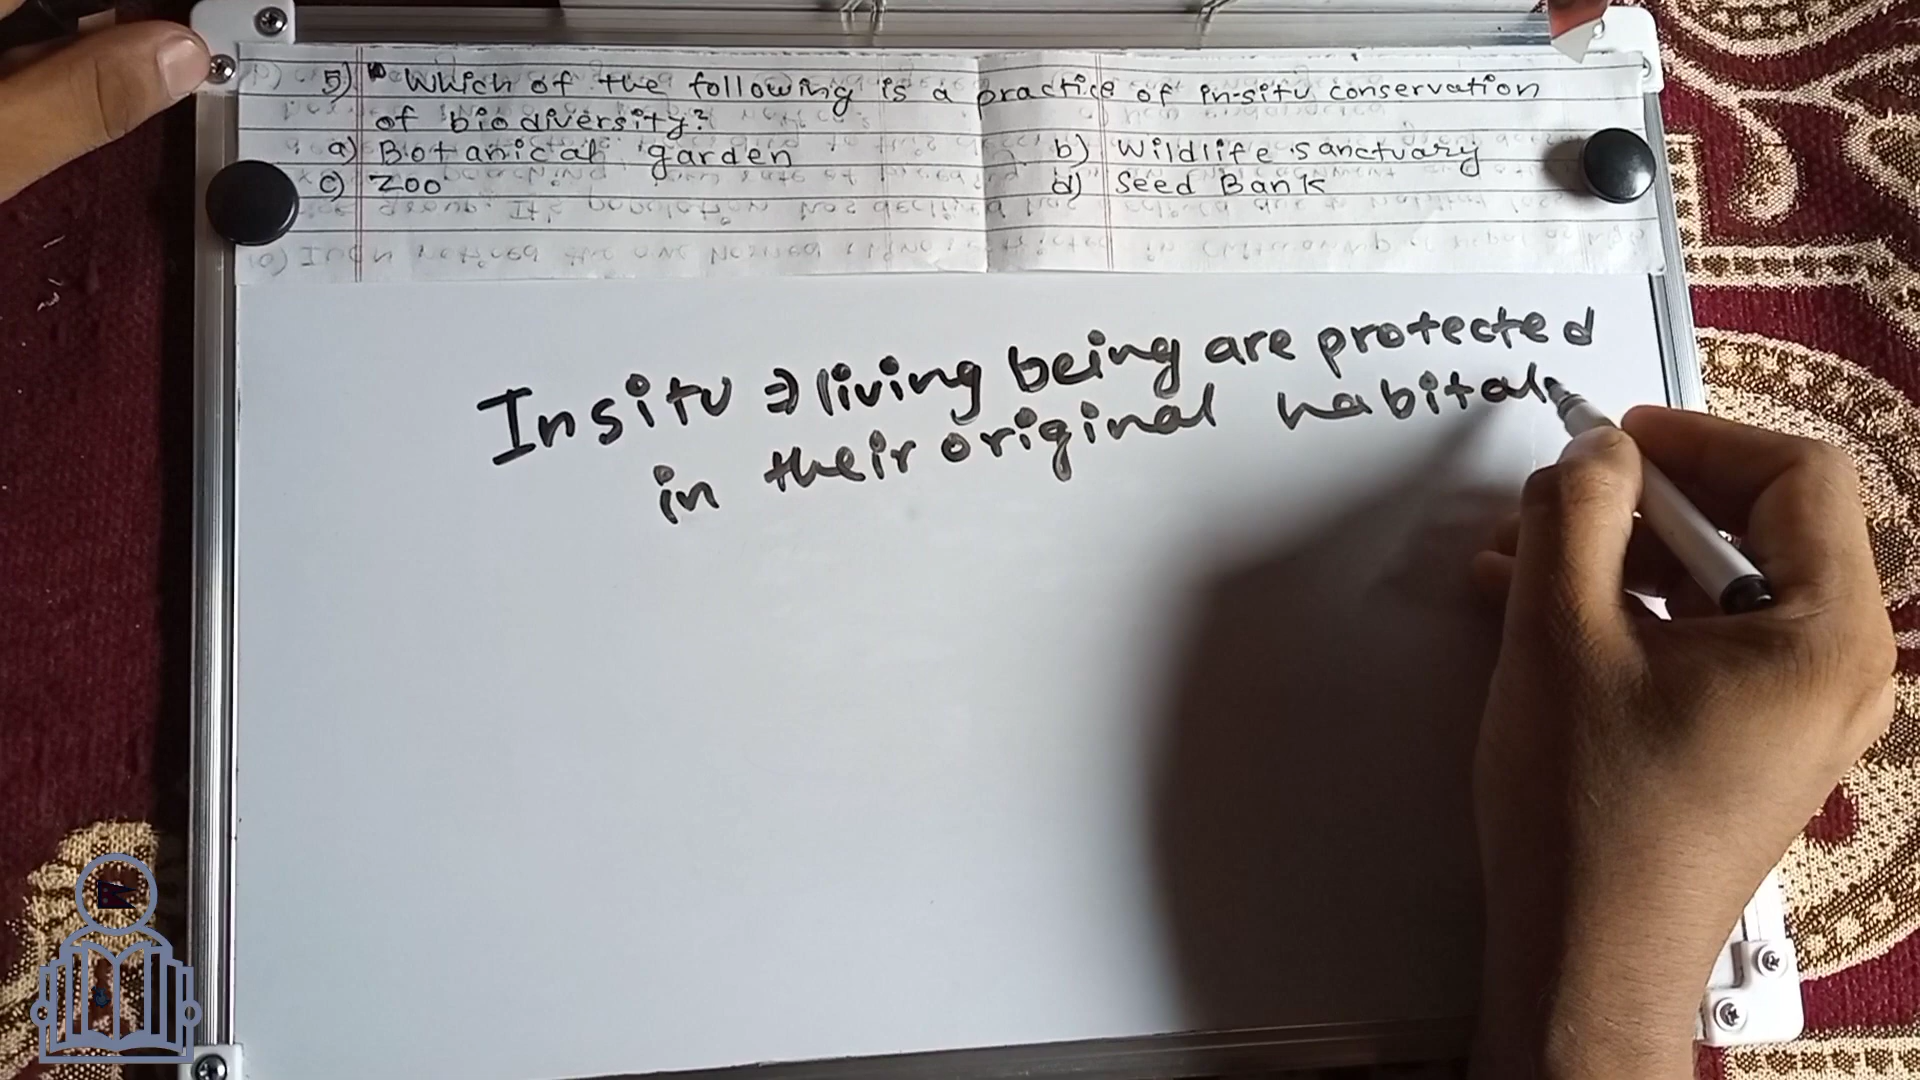 5) Which of the following is a practice of in-situ conservation
of biodiversity?
a) Botanical garden b) Wildlife sanctuary
c) Zoo d) Seed Bank
Insitu ⇒ living being are protected
in their original habitat